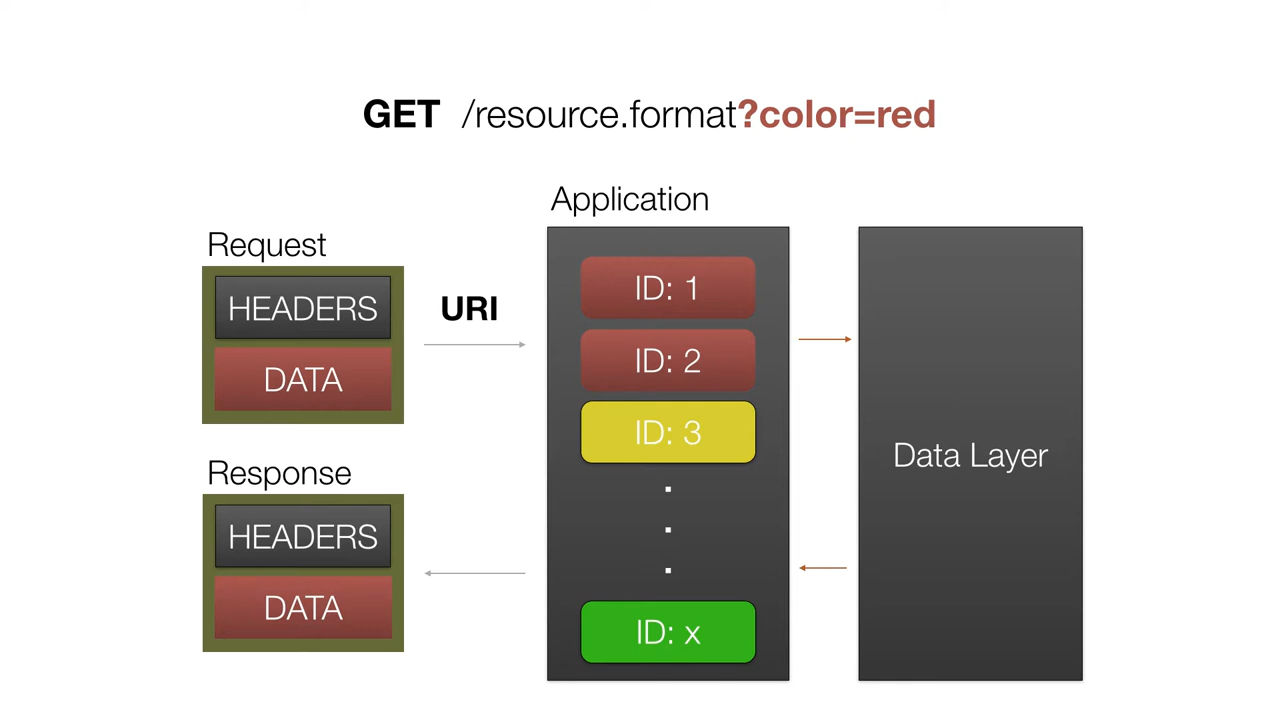 GET /resource.format?color=red
Application
Request
HEADERS
DATA
URI
ID: 1
ID: 2
ID: 3
ID: x
Data Layer
Response
HEADERS
DATA